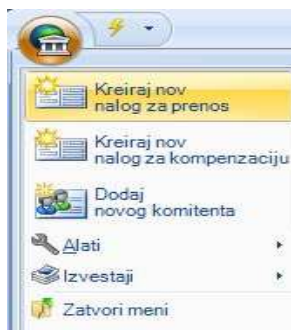 Kreiraj nov
nalog za prenos
Kreiraj nov
nalog za kompenzaciju
Dodaj
novog komitenta
Alati
Izvestaji
Zatvori meni